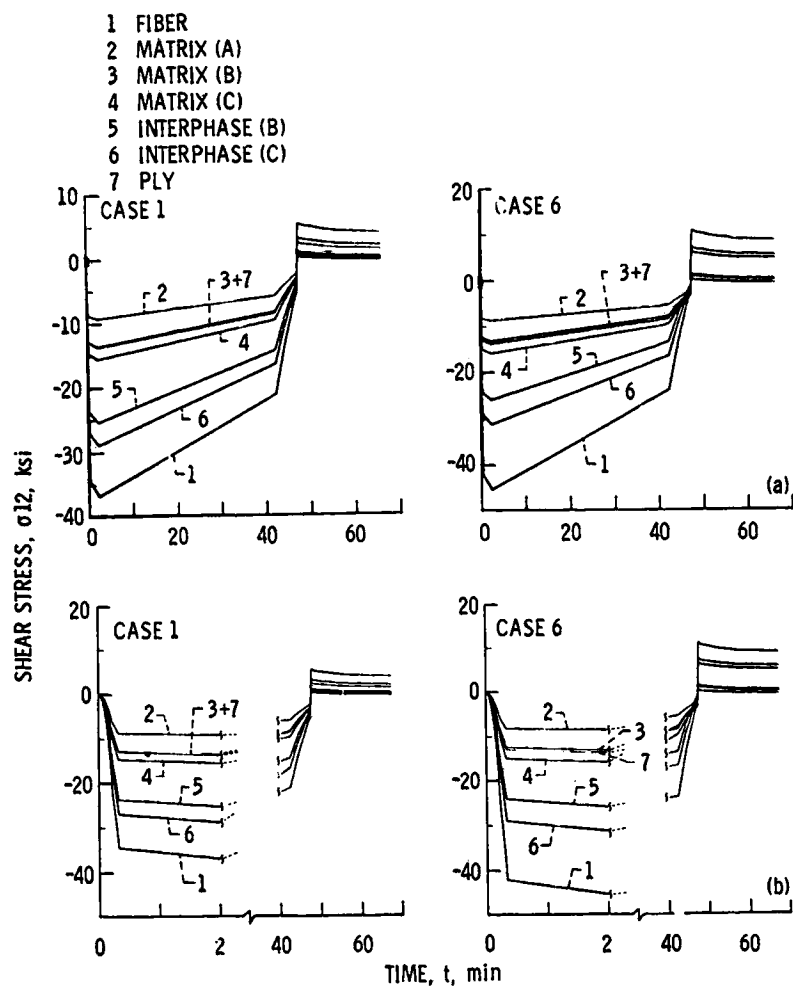 1 FIBER
2 MATRIX (A)
3 MATRIX (B)
4 MATRIX (C)
5 INTERPHASE (B)
6 INTERPHASE (C)
7 PLY
SHEAR STRESS, σ12, ksi
10
0
-10
-20
-30
-40
CASE 1
2
3+7
4
5
6
1
0 20 40 60
20
0
-20
-40
CASE 6
2
3+7
4
5
6
1
(a)
0 20 40 60
20
0
-20
-40
CASE 1
2
3+7
4
5
6
1
0 2 40 60
20
0
-20
-40
CASE 6
2
3
7
4
5
6
1
(b)
0 2 40 60
TIME, t, min